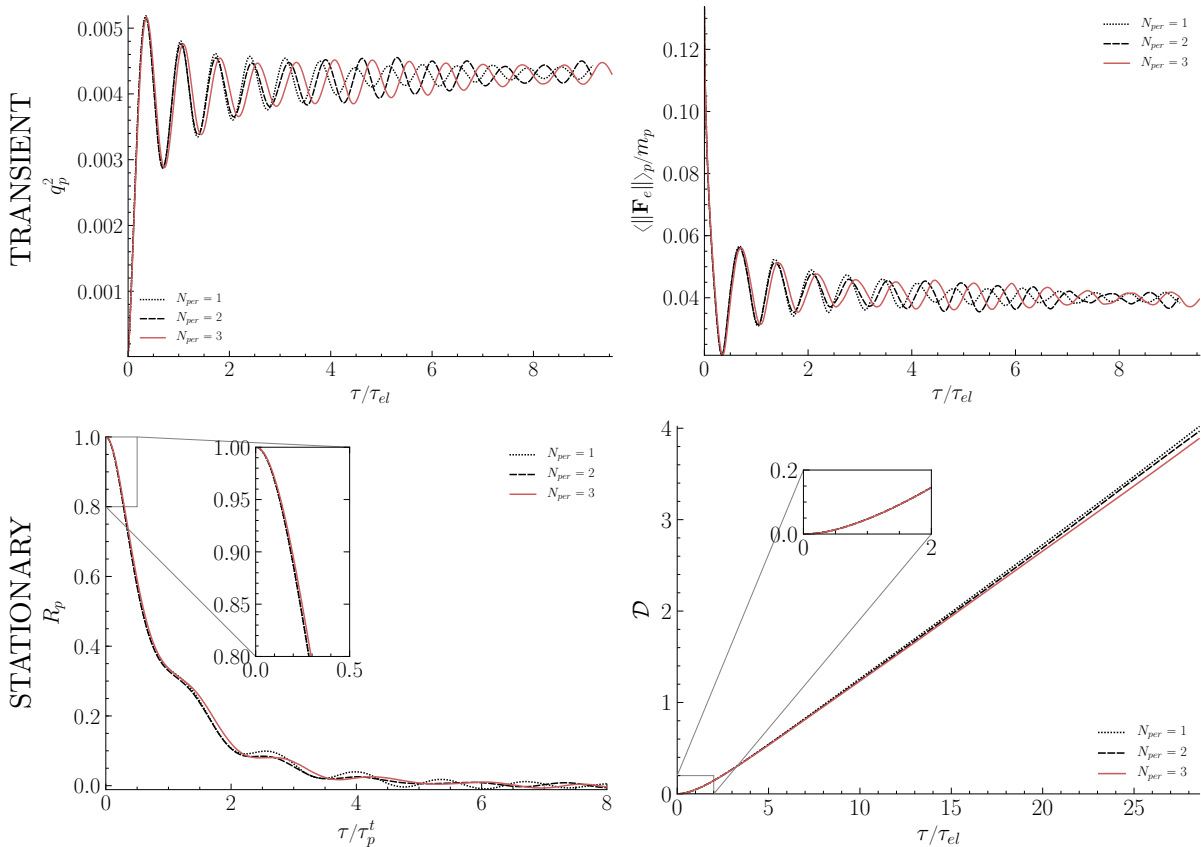 TRANSIENT
q_p^2
0.005
0.004
0.003
0.002
0.001
N_per = 1
N_per = 2
N_per = 3
0 2 4 6 8
τ/τ_el
⟨||F_e||⟩_p/m_p
0.12
0.10
0.08
0.06
0.04
N_per = 1
N_per = 2
N_per = 3
0 2 4 6 8
τ/τ_el
STATIONARY
R_p
1.0
0.8
0.6
0.4
0.2
0.0
1.00
0.95
0.90
0.85
0.80
0.0 0.5
N_per = 1
N_per = 2
N_per = 3
0 2 4 6 8
τ/τ_p^t
𝒟
4
3
2
1
0
0.2
0.0
0 2
N_per = 1
N_per = 2
N_per = 3
0 5 10 15 20 25
τ/τ_el